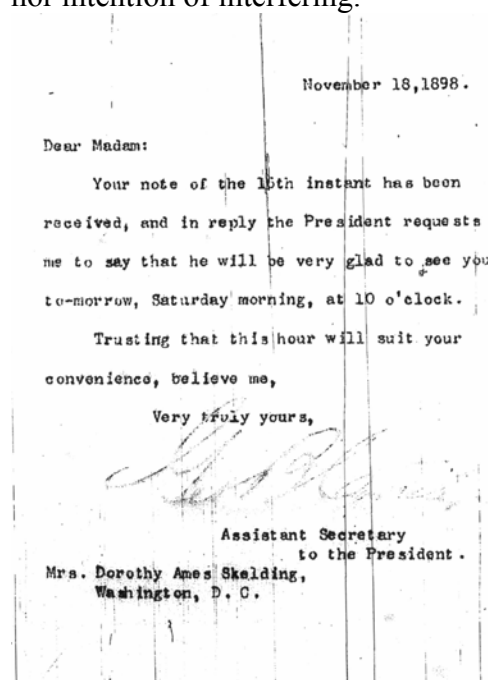 nor intention of interfering.
November 18,1898.
Dear Madam:
Your note of the 15th instant has been
received, and in reply the President requests
me to say that he will be very glad to see you
to-morrow, Saturday morning, at 10 o'clock.
Trusting that this hour will suit your
convenience, believe me,
Very truly yours,
Assistant Secretary
to the President.
Mrs. Dorothy Ames Skelding,
Washington, D. C.